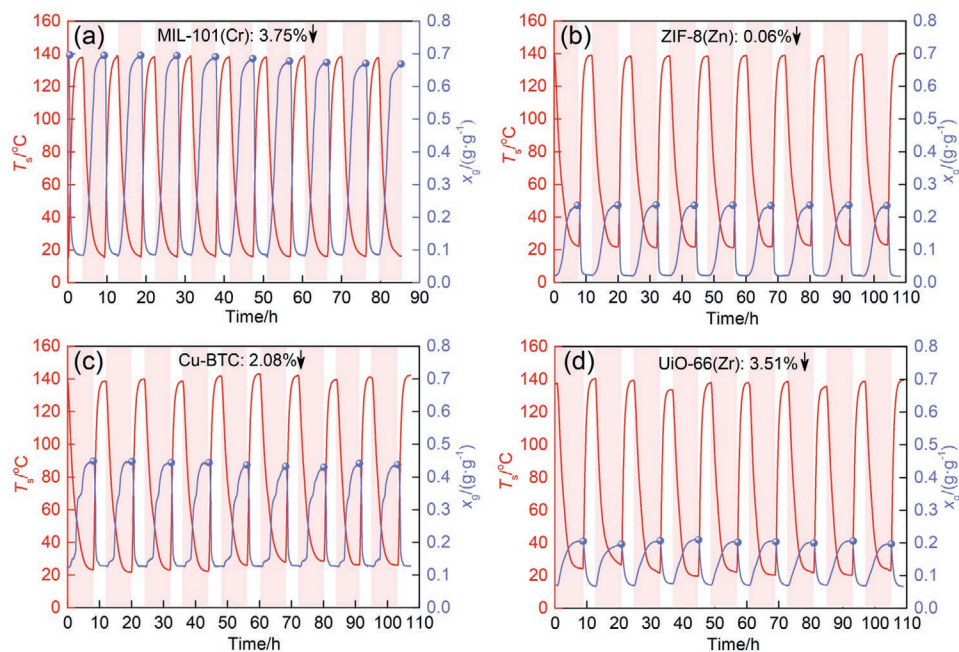 (a) MIL-101(Cr): 3.75%↓
160 140 120 100 80 60 40 20 0
Ts/°C
0.8 0.7 0.6 0.5 0.4 0.3 0.2 0.1 0.0
xg/(g·g-1)
0 10 20 30 40 50 60 70 80 90
Time/h
(b) ZIF-8(Zn): 0.06%↓
160 140 120 100 80 60 40 20 0
Ts/°C
0.8 0.7 0.6 0.5 0.4 0.3 0.2 0.1 0.0
xg/(g·g-1)
0 10 20 30 40 50 60 70 80 90 100 110
Time/h
(c) Cu-BTC: 2.08%↓
160 140 120 100 80 60 40 20 0
Ts/°C
0.8 0.7 0.6 0.5 0.4 0.3 0.2 0.1 0.0
xg/(g·g-1)
0 10 20 30 40 50 60 70 80 90 100 110
Time/h
(d) UiO-66(Zr): 3.51%↓
160 140 120 100 80 60 40 20 0
Ts/°C
0.8 0.7 0.6 0.5 0.4 0.3 0.2 0.1 0.0
xg/(g·g-1)
0 10 20 30 40 50 60 70 80 90 100 110
Time/h